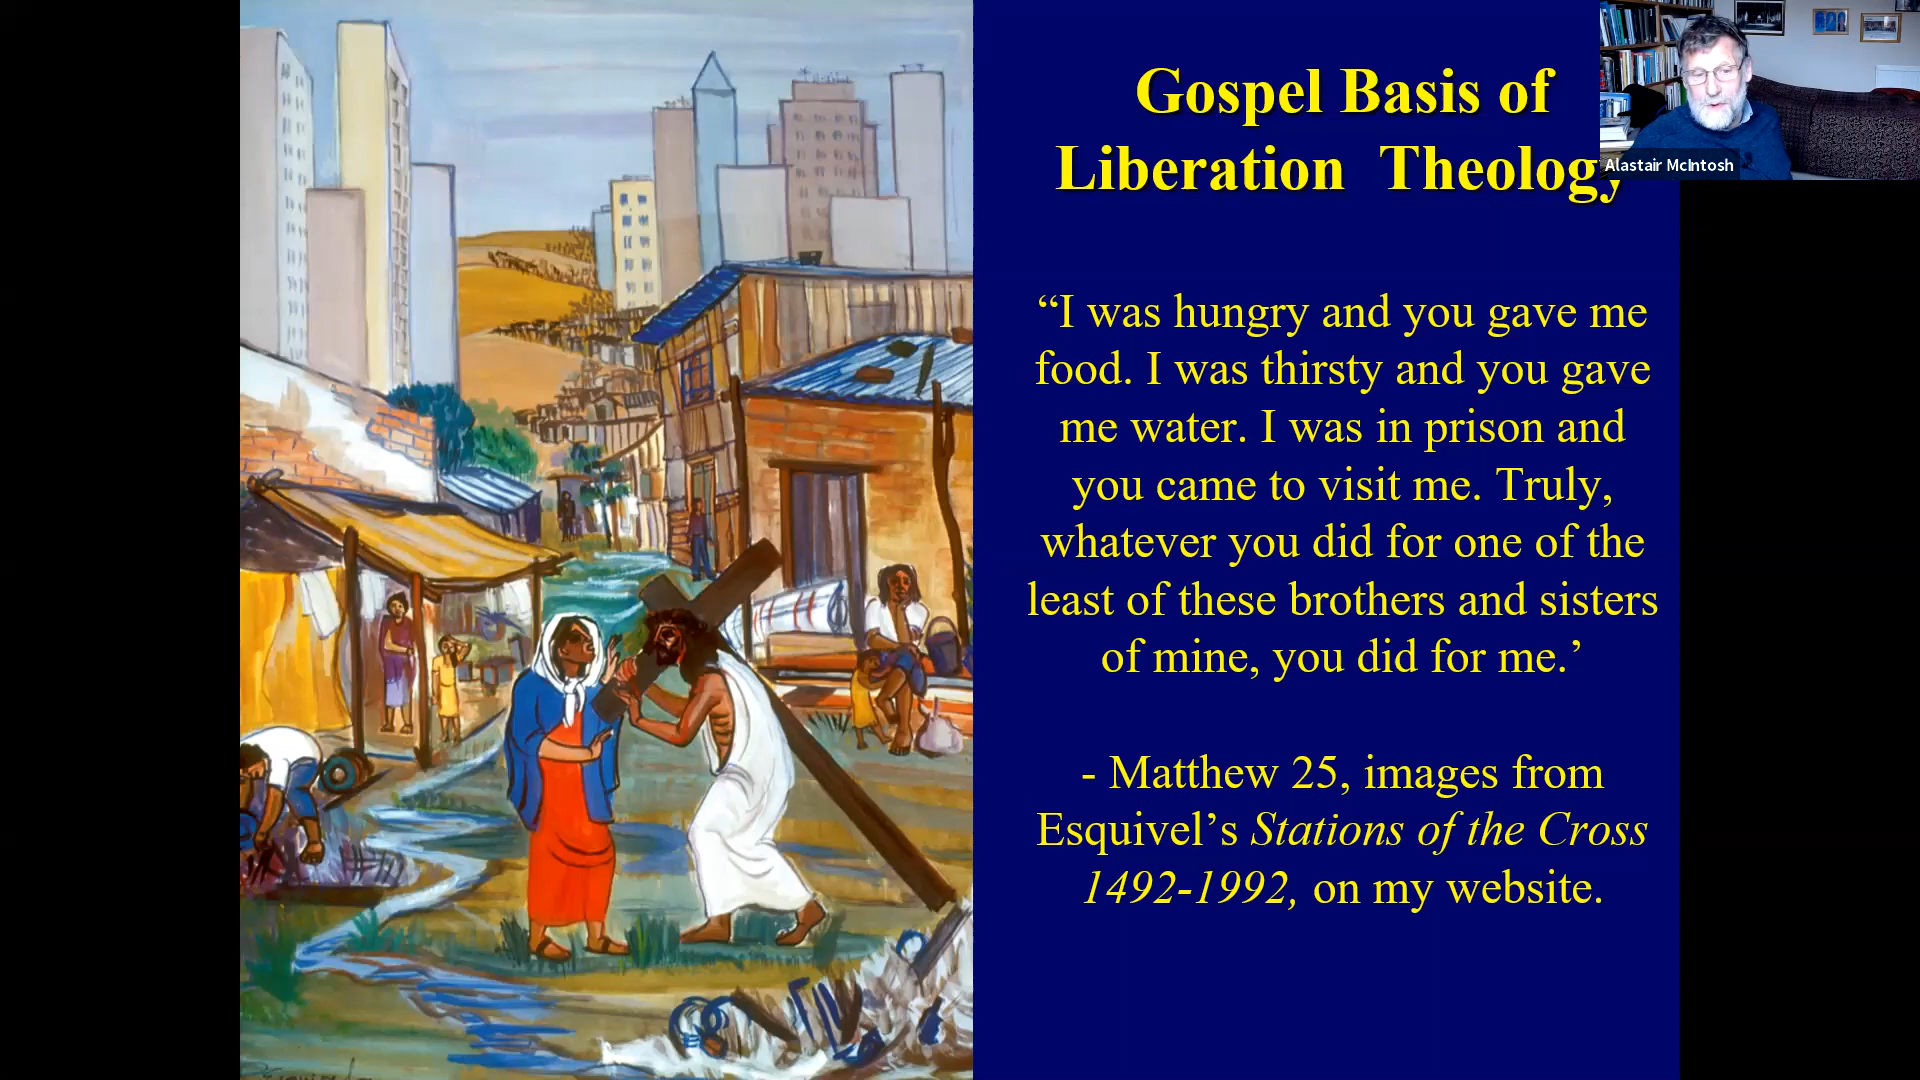 Gospel Basis of
Liberation Theology
Alastair McIntosh
“I was hungry and you gave me
food. I was thirsty and you gave
me water. I was in prison and
you came to visit me. Truly,
whatever you did for one of the
least of these brothers and sisters
of mine, you did for me.’
- Matthew 25, images from
Esquivel’s Stations of the Cross
1492-1992, on my website.